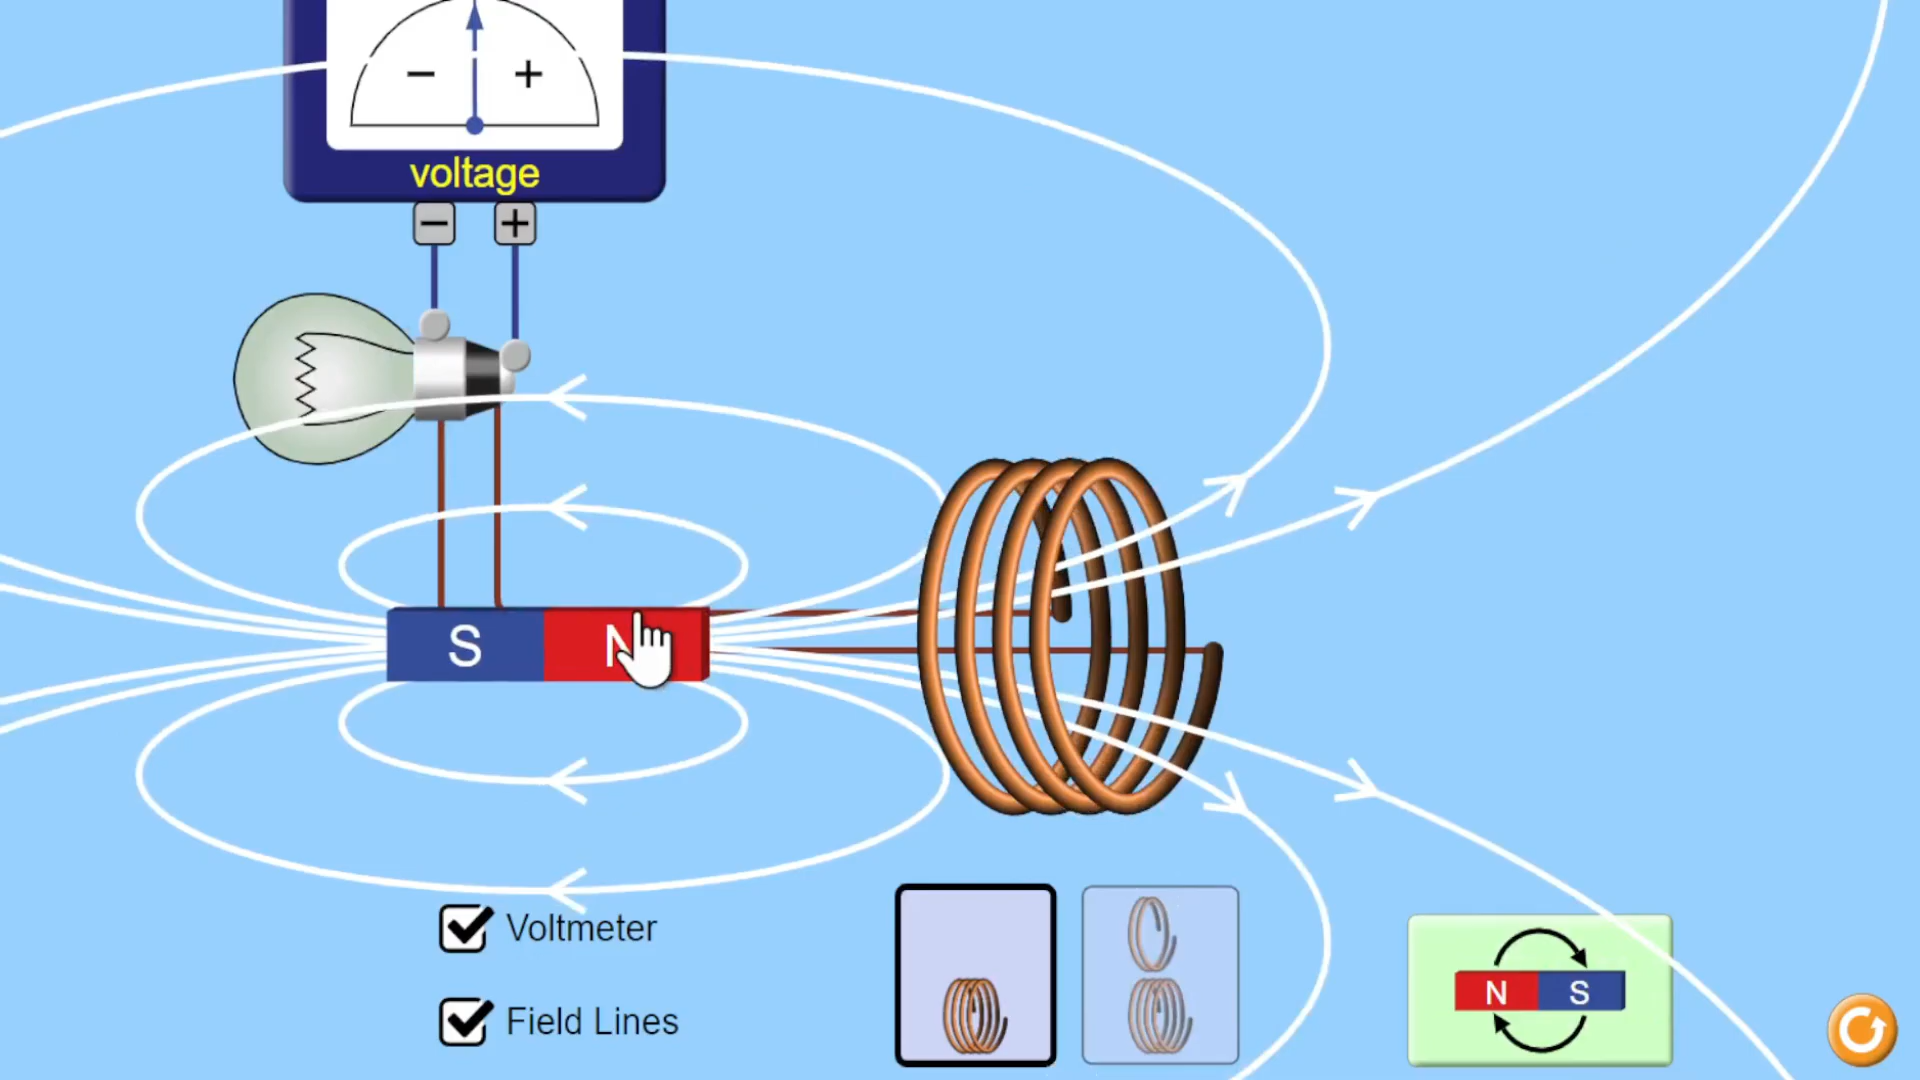 − +
voltage
− +
S N
Voltmeter
Field Lines
N S